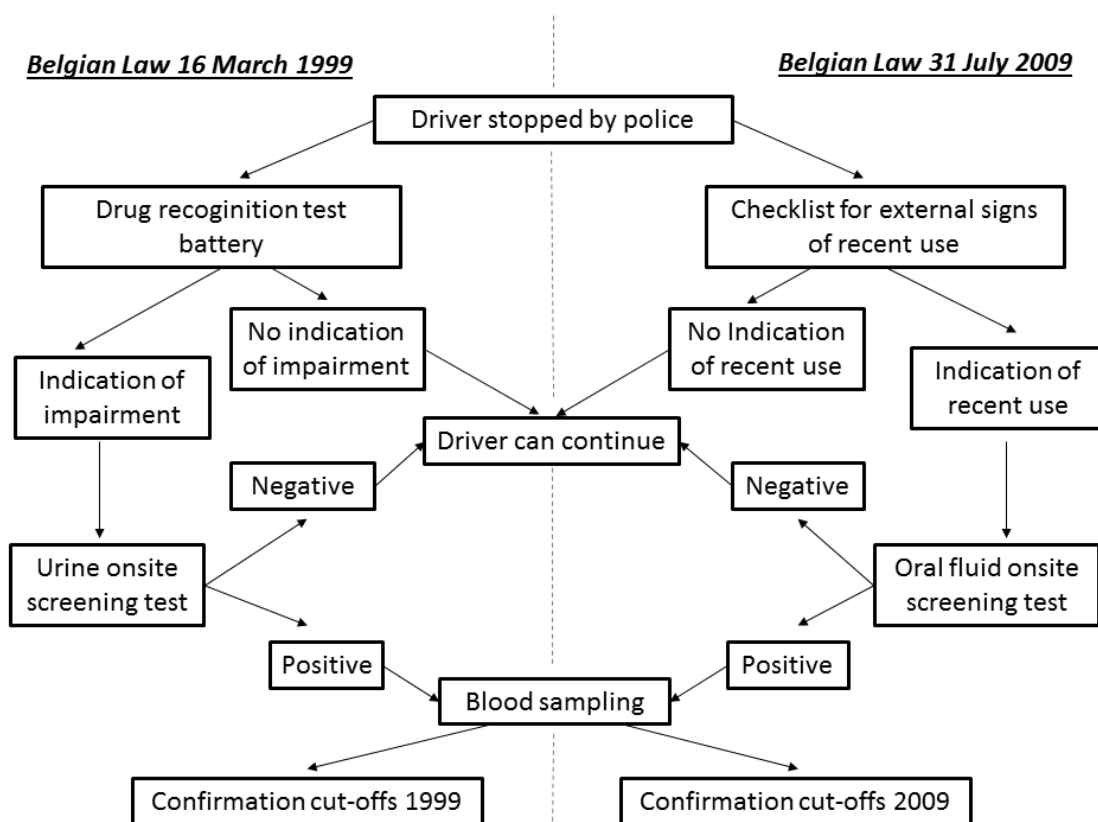 Belgian Law 16 March 1999
Belgian Law 31 July 2009
Driver stopped by police
Drug recoginition test
battery
Checklist for external signs
of recent use
No indication
of impairment
No Indication
of recent use
Indication of
impairment
Indication of
recent use
Driver can continue
Negative
Negative
Urine onsite
screening test
Oral fluid onsite
screening test
Positive
Positive
Blood sampling
Confirmation cut-offs 1999
Confirmation cut-offs 2009